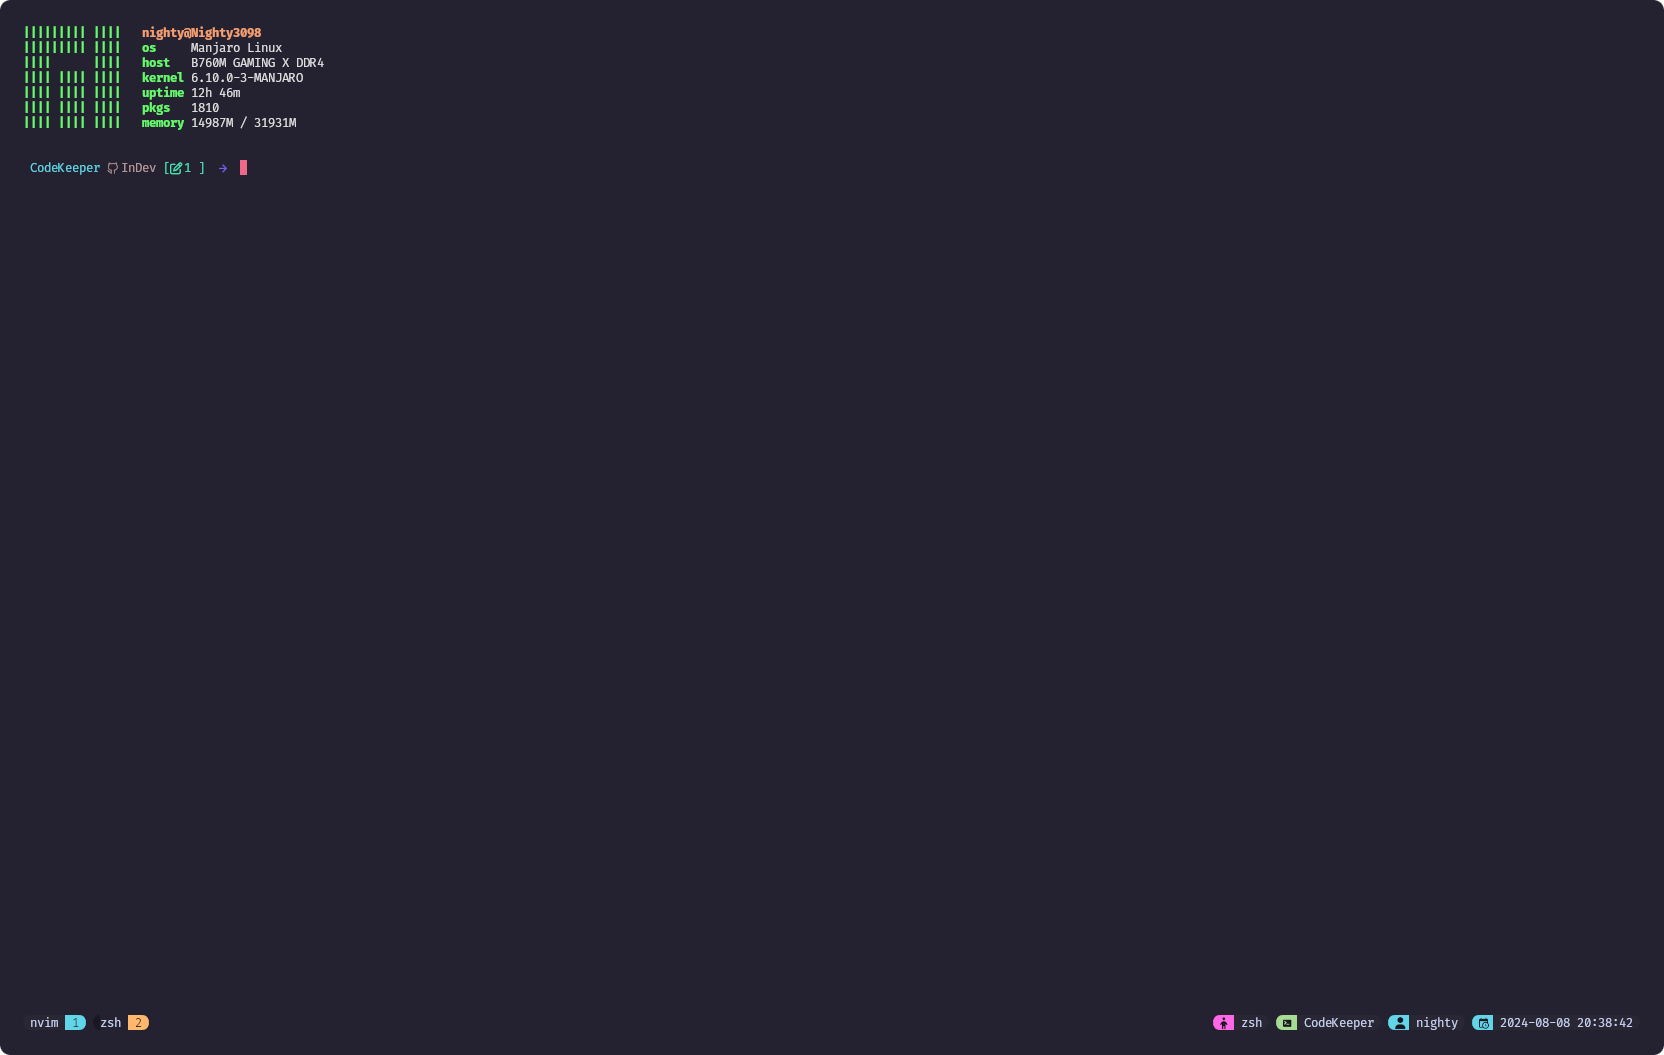 nighty@Nighty3098
os Manjaro Linux
host B760M GAMING X DDR4
kernel 6.10.0-3-MANJARO
uptime 12h 46m
pkgs 1810
memory 14987M / 31931M
CodeKeeper InDev [1 ] →
nvim 1 zsh 2 zsh CodeKeeper nighty 2024-08-08 20:38:42